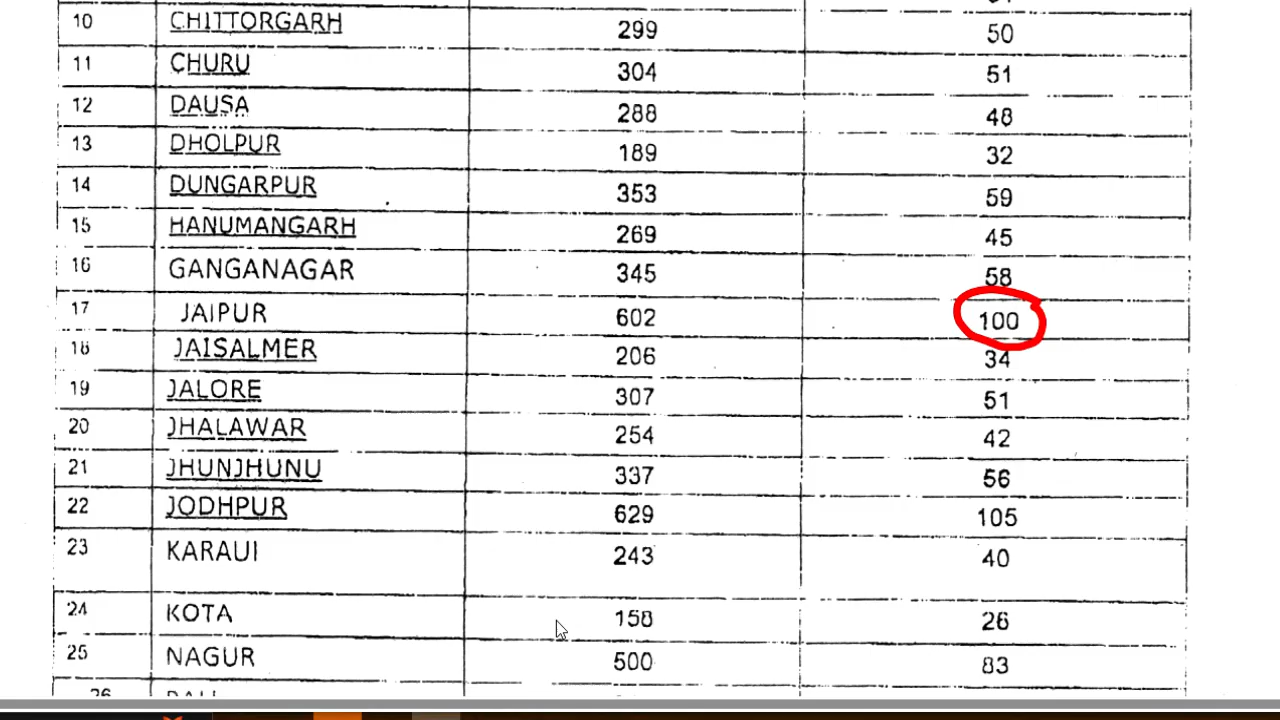 10 CHITTORGARH 299 50
11 CHURU 304 51
12 DAUSA 288 48
13 DHOLPUR 189 32
14 DUNGARPUR 353 59
15 HANUMANGARH 269 45
16 GANGANAGAR 345 58
17 JAIPUR 602 100
18 JAISALMER 206 34
19 JALORE 307 51
20 JHALAWAR 254 42
21 JHUNJHUNU 337 56
22 JODHPUR 629 105
23 KARAUI 243 40
24 KOTA 158 26
25 NAGUR 500 83
26